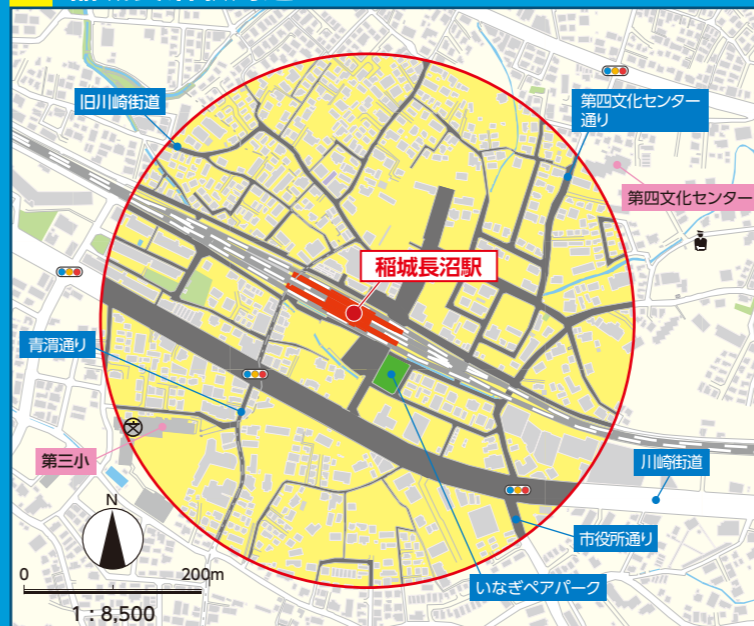 旧川崎街道
第四文化センター
通り
第四文化センター
稲城長沼駅
青渭通り
第三小
川崎街道
市役所通り
いなぎペアパーク
N
0
200m
1：8,500